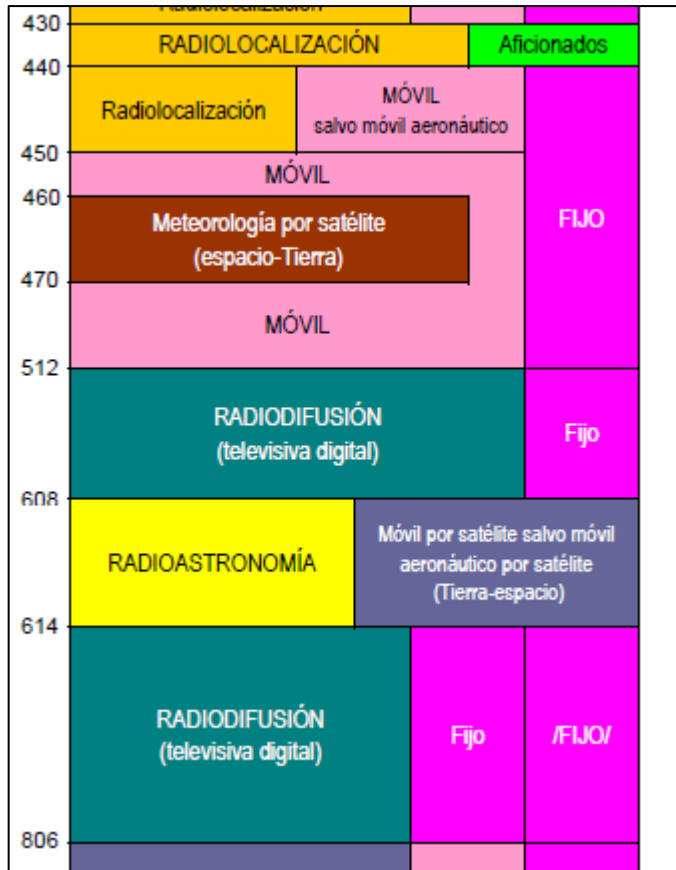 Radiolocalización
430
RADIOLOCALIZACIÓN
Aficionados
440
Radiolocalización
MÓVIL
salvo móvil aeronáutico
450
MÓVIL
460
Meteorología por satélite
(espacio-Tierra)
FIJO
470
MÓVIL
512
RADIODIFUSIÓN
(televisiva digital)
Fijo
608
RADIOASTRONOMÍA
Móvil por satélite salvo móvil
aeronáutico por satélite
(Tierra-espacio)
614
RADIODIFUSIÓN
(televisiva digital)
Fijo
/FIJO/
806